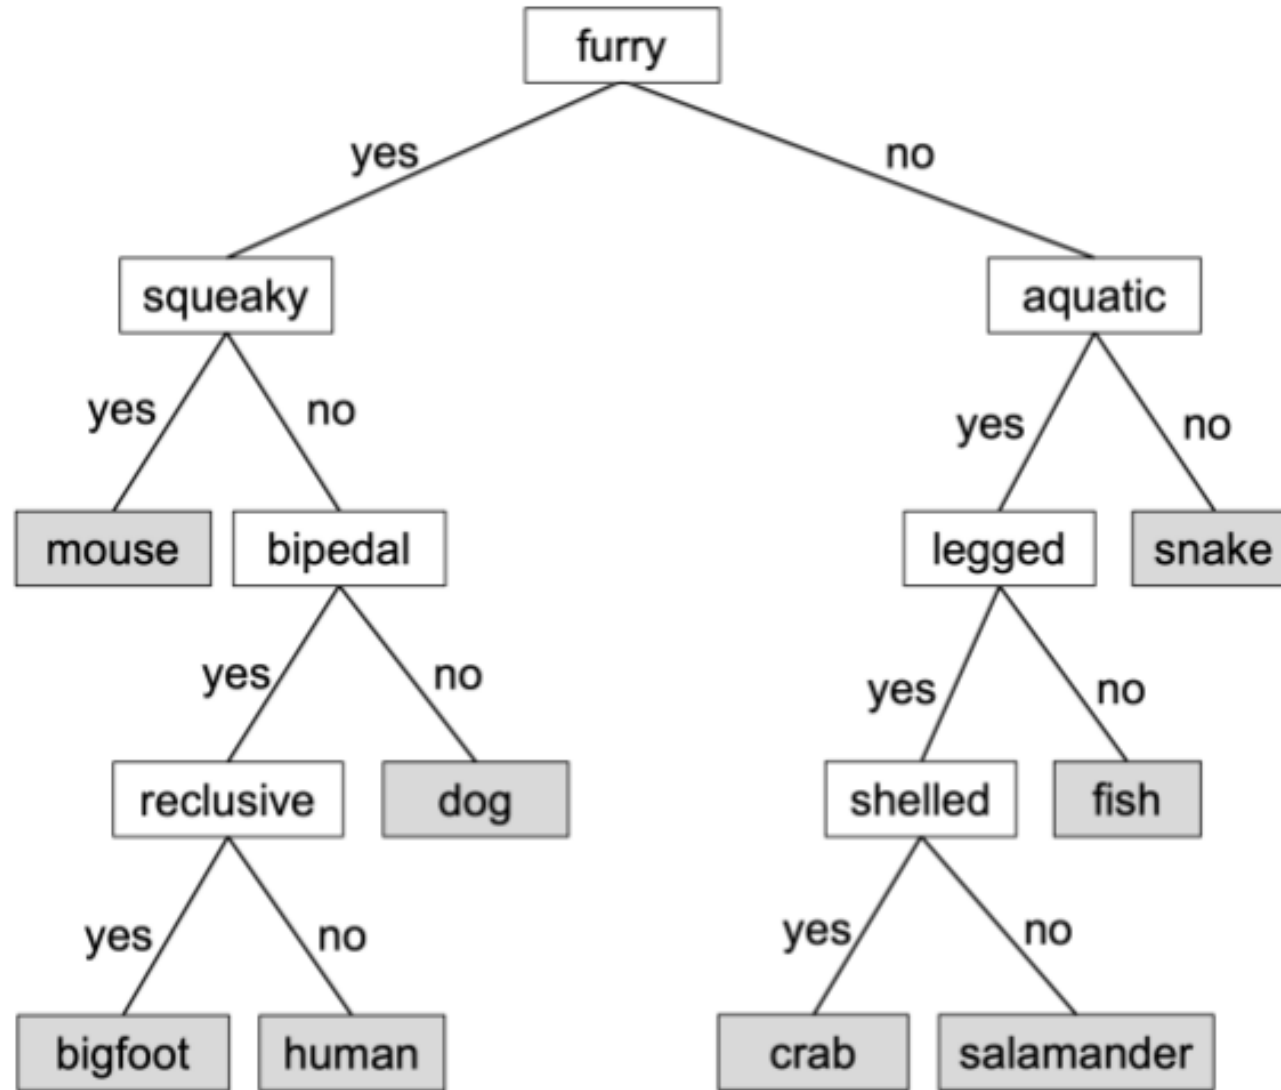 furry
yes
no
squeaky
aquatic
yes
no
yes
no
mouse
bipedal
legged
snake
yes
no
yes
no
reclusive
dog
shelled
fish
yes
no
yes
no
bigfoot
human
crab
salamander